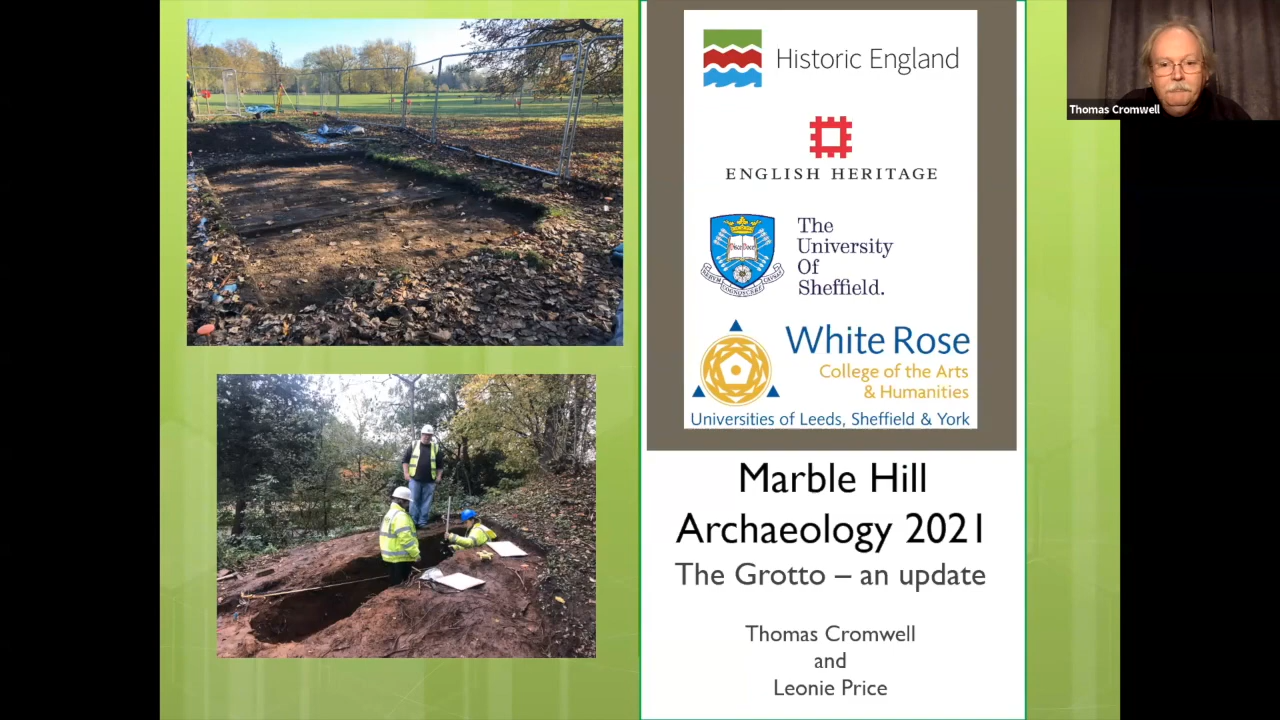 Historic England
ENGLISH HERITAGE
The
University
Of
Sheffield.
White Rose
College of the Arts
& Humanities
Universities of Leeds, Sheffield & York
Marble Hill
Archaeology 2021
The Grotto – an update
Thomas Cromwell
and
Leonie Price
Thomas Cromwell